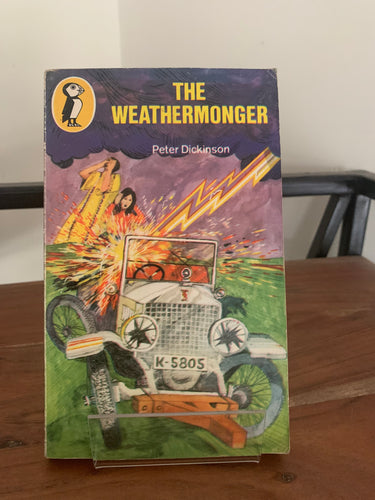 THE
WEATHERMONGER
Peter Dickinson
K-5805